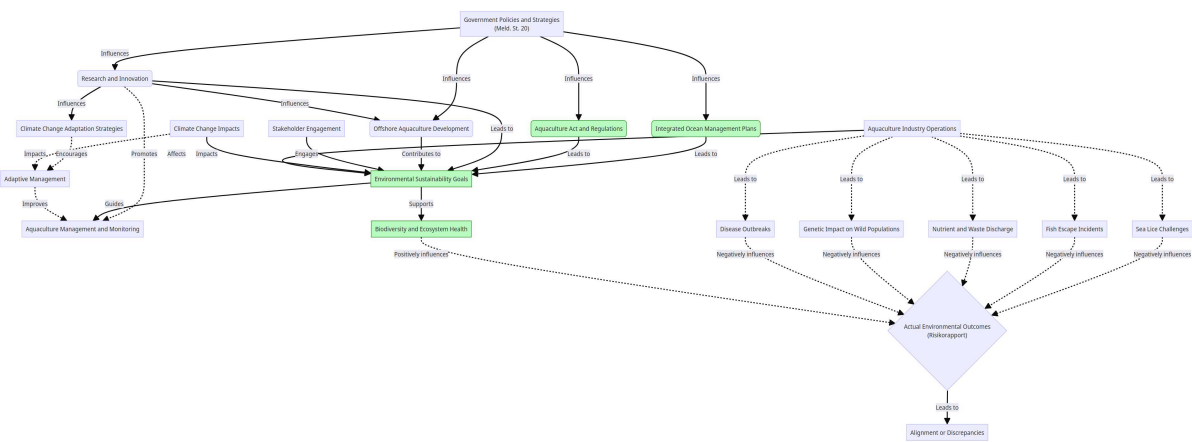 Government Policies and Strategies
(Meld. St. 20)
Influences
Research and Innovation
Influences
Influences
Influences
Influences
Influences
Climate Change Adaptation Strategies
Climate Change Impacts
Stakeholder Engagement
Offshore Aquaculture Development
Leads to
Aquaculture Act and Regulations
Integrated Ocean Management Plans
Aquaculture Industry Operations
Impacts
Encourages
Promotes
Affects
Impacts
Engages
Contributes to
Leads to
Leads to
Adaptive Management
Environmental Sustainability Goals
Leads to
Leads to
Leads to
Leads to
Leads to
Improves
Guides
Supports
Aquaculture Management and Monitoring
Biodiversity and Ecosystem Health
Disease Outbreaks
Genetic Impact on Wild Populations
Nutrient and Waste Discharge
Fish Escape Incidents
Sea Lice Challenges
Positively influences
Negatively influences
Negatively influences
Negatively influences
Negatively influences
Negatively influences
Actual Environmental Outcomes
(Risikorapport)
Leads to
Alignment or Discrepancies